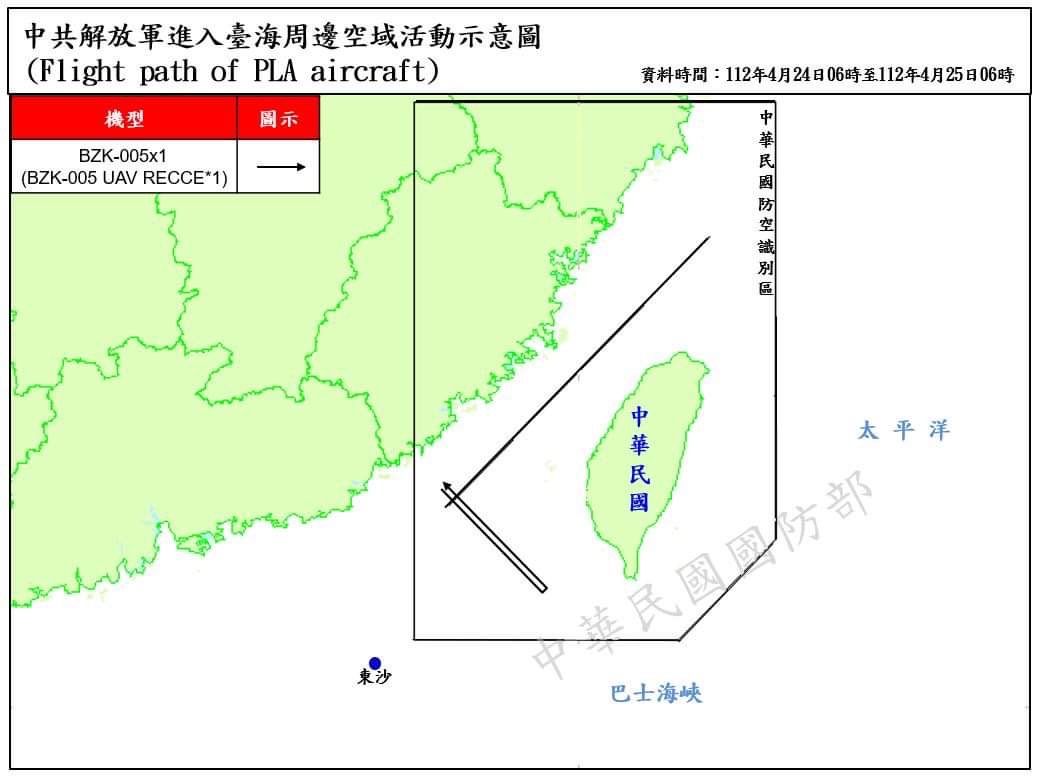 中共解放軍進入臺海周邊空域活動示意圖
(Flight path of PLA aircraft)
資料時間：112年4月24日06時至112年4月25日06時
機型
圖示
BZK-005x1
(BZK-005 UAV RECCE*1)
中華民國防空識別區
中華民國
太平洋
中華民國國防部
東沙
巴士海峽